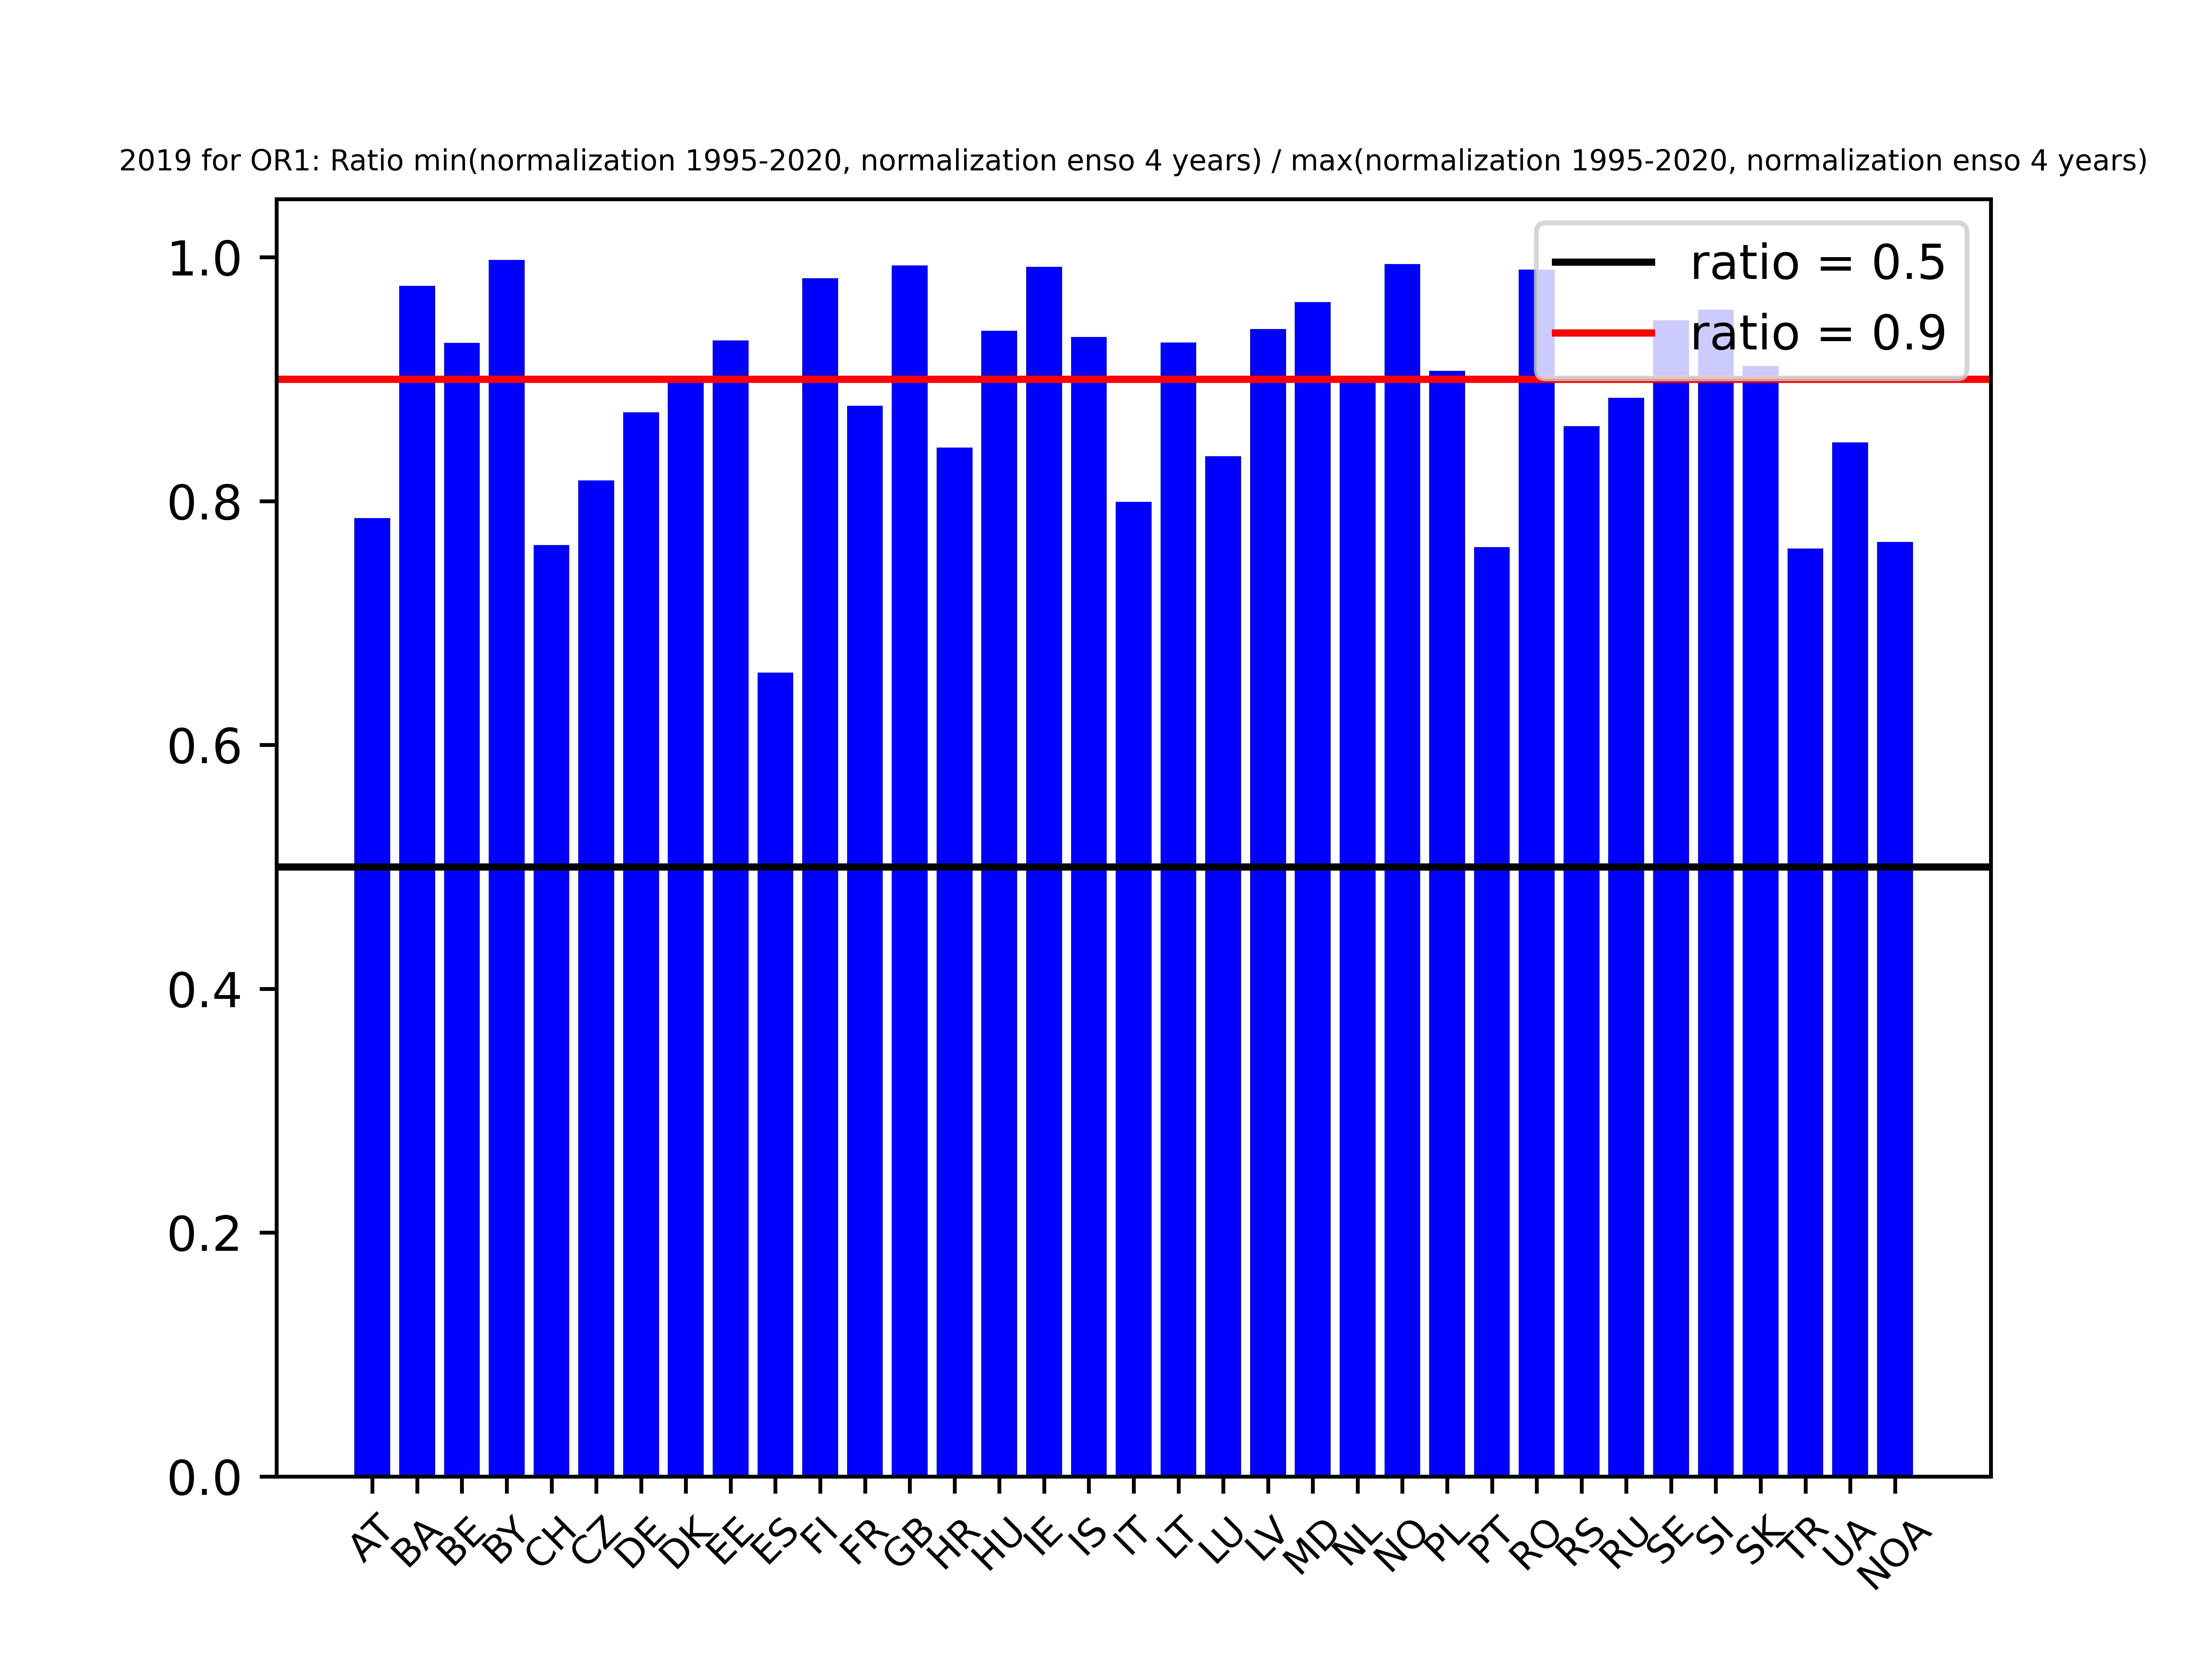 2019 for OR1: Ratio min(normalization 1995-2020, normalization enso 4 years) / max(normalization 1995-2020, normalization enso 4 years)
ratio = 0.5
ratio = 0.9
1.0
0.8
0.6
0.4
0.2
0.0
AT BA BE BY CH CZ DE DK EE ES FI FR GB HR HU IE IS IT LT LU LV MD NL NO PL PT RO RS RU SE SI SK TR UA NOA